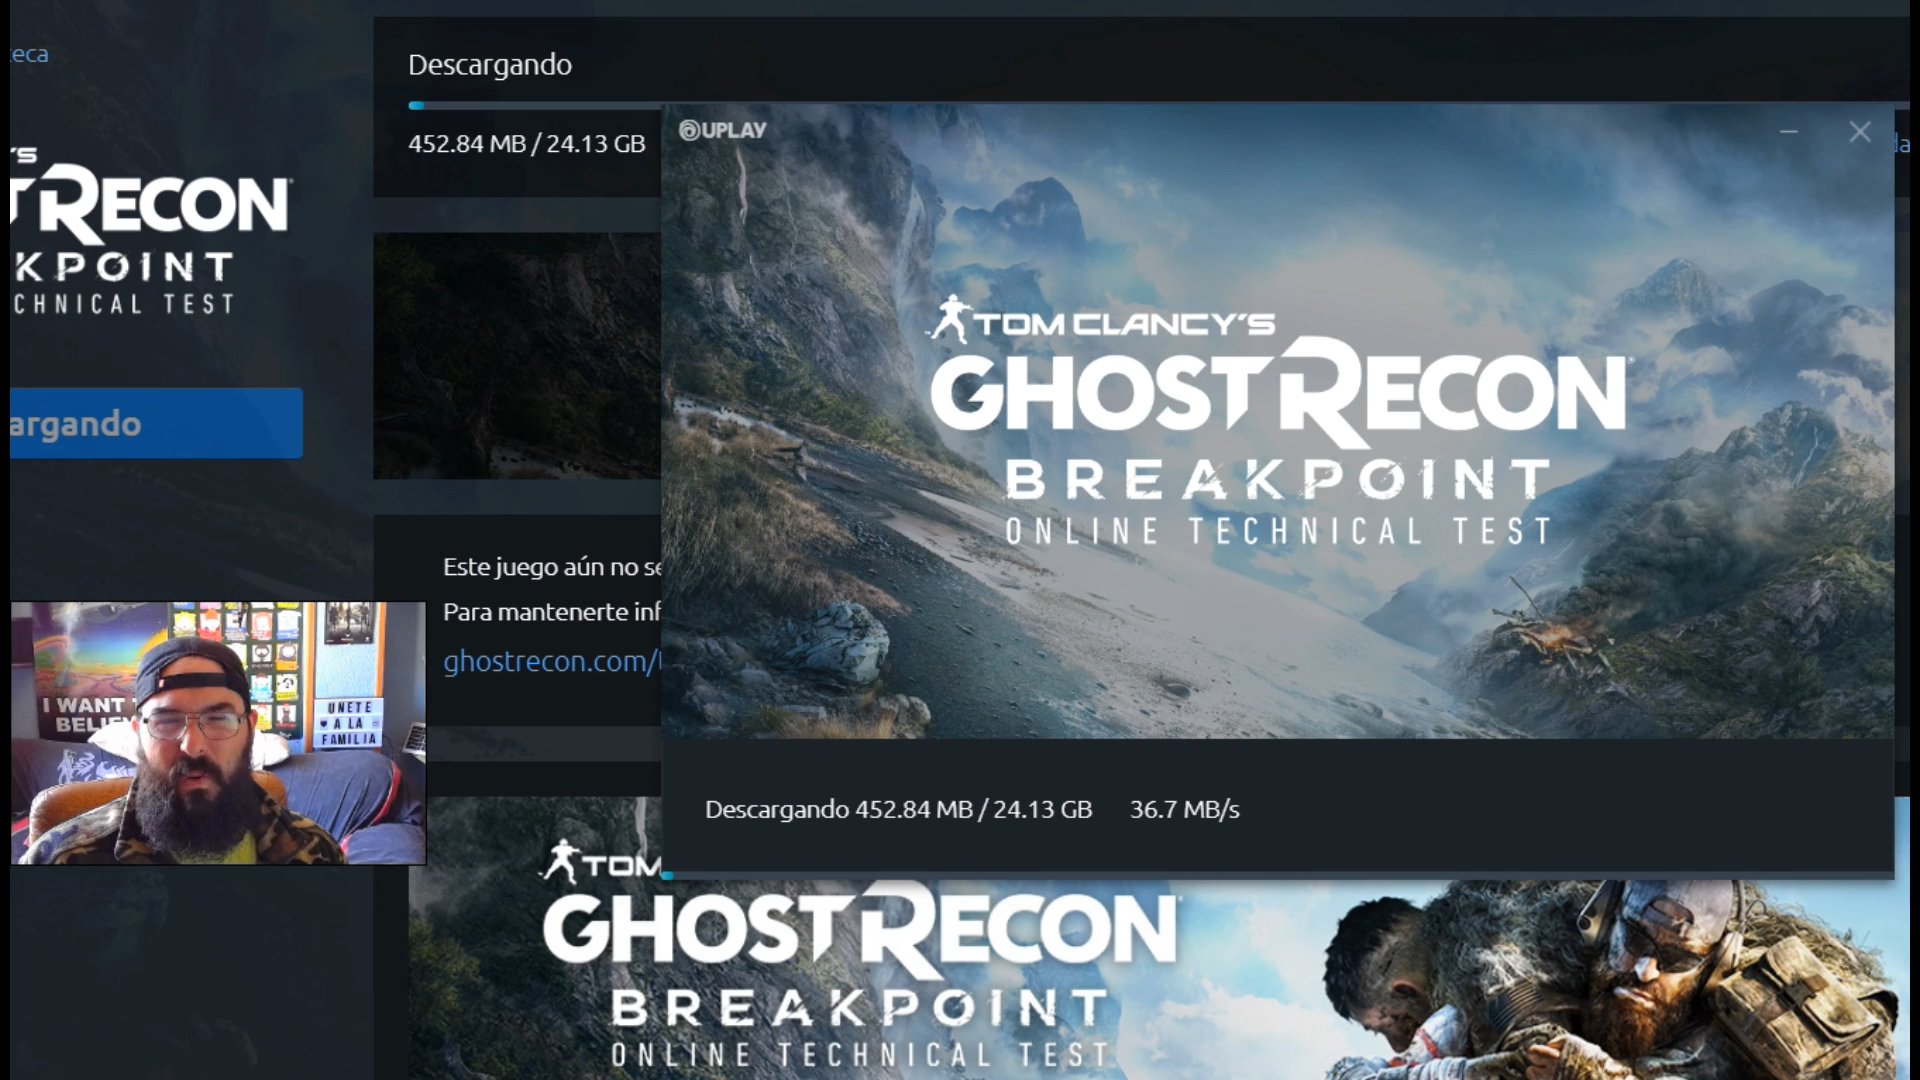 eca
Descargando
452.84 MB / 24.13 GB
'S
RECON
KPOINT
CHNICAL TEST
argando
UPLAY
TOM CLANCY'S
GHOST RECON
BREAKPOINT
ONLINE TECHNICAL TEST
Este juego aún no se
Para mantenerte inf
ghostrecon.com/
I WANT
BELIE
UNETE
A LA
FAMILIA
Descargando 452.84 MB / 24.13 GB 36.7 MB/s
TOM
GHOST RECON
BREAKPOINT
ONLINE TECHNICAL TEST